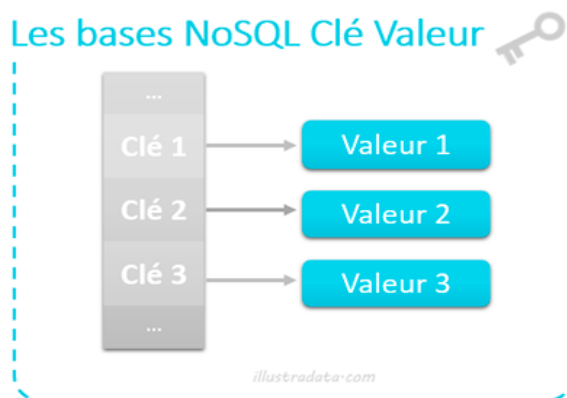 Les bases NoSQL Clé Valeur
...
Clé 1
Valeur 1
Clé 2
Valeur 2
Clé 3
Valeur 3
...
illustradata.com